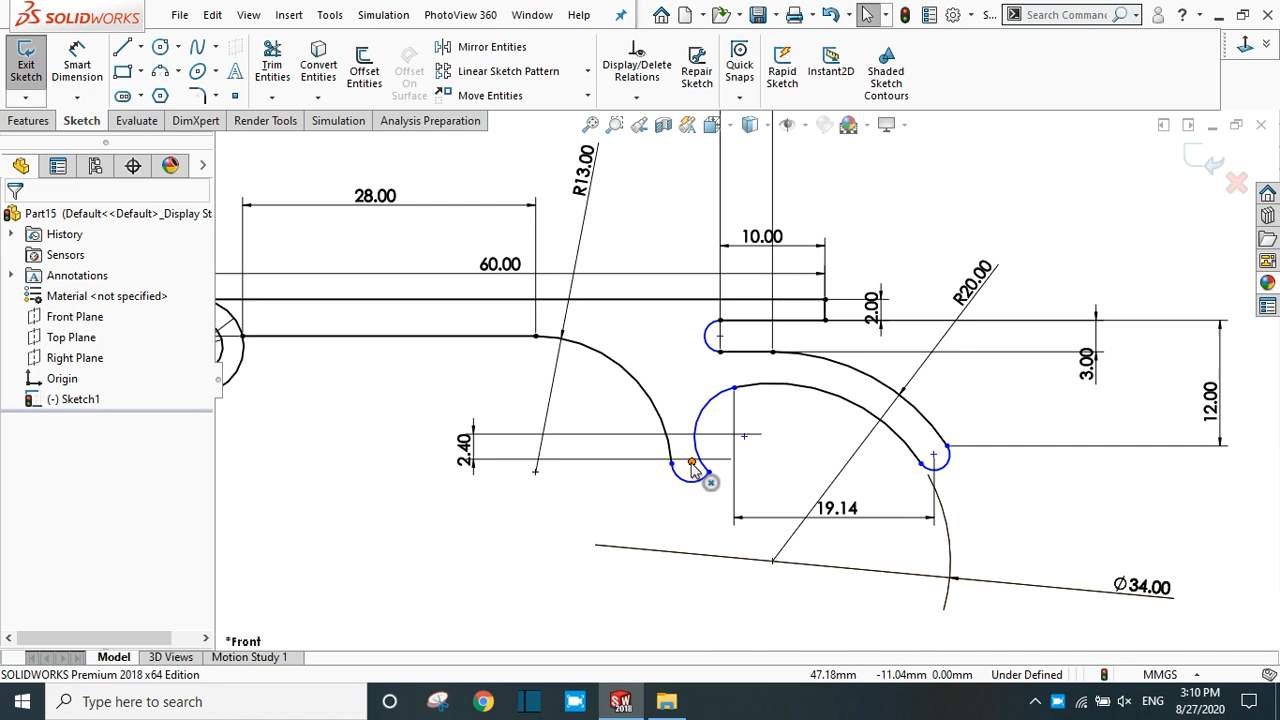 SOLIDWORKS
File Edit View Insert Tools Simulation PhotoView 360 Window Help
S...
Search Comman
Exit Sketch
Smart Dimension
Trim Entities
Convert Entities
Offset Entities
Offset On Surface
Mirror Entities
Linear Sketch Pattern
Move Entities
Display/Delete Relations
Repair Sketch
Quick Snaps
Rapid Sketch
Instant2D
Shaded Sketch Contours
Features Sketch Evaluate DimXpert Render Tools Simulation Analysis Preparation
Part15 (Default<<Default>_Display St
History
Sensors
Annotations
Material <not specified>
Front Plane
Top Plane
Right Plane
Origin
(-) Sketch1
28.00
R13.00
60.00
10.00
2.00
R20.00
3.00
12.00
2.40
19.14
∅34.00
*Front
Model 3D Views Motion Study 1
SOLIDWORKS Premium 2018 x64 Edition
47.18mm -11.04mm 0.00mm Under Defined MMGS
Type here to search
SW 2018
ENG
3:10 PM
8/27/2020